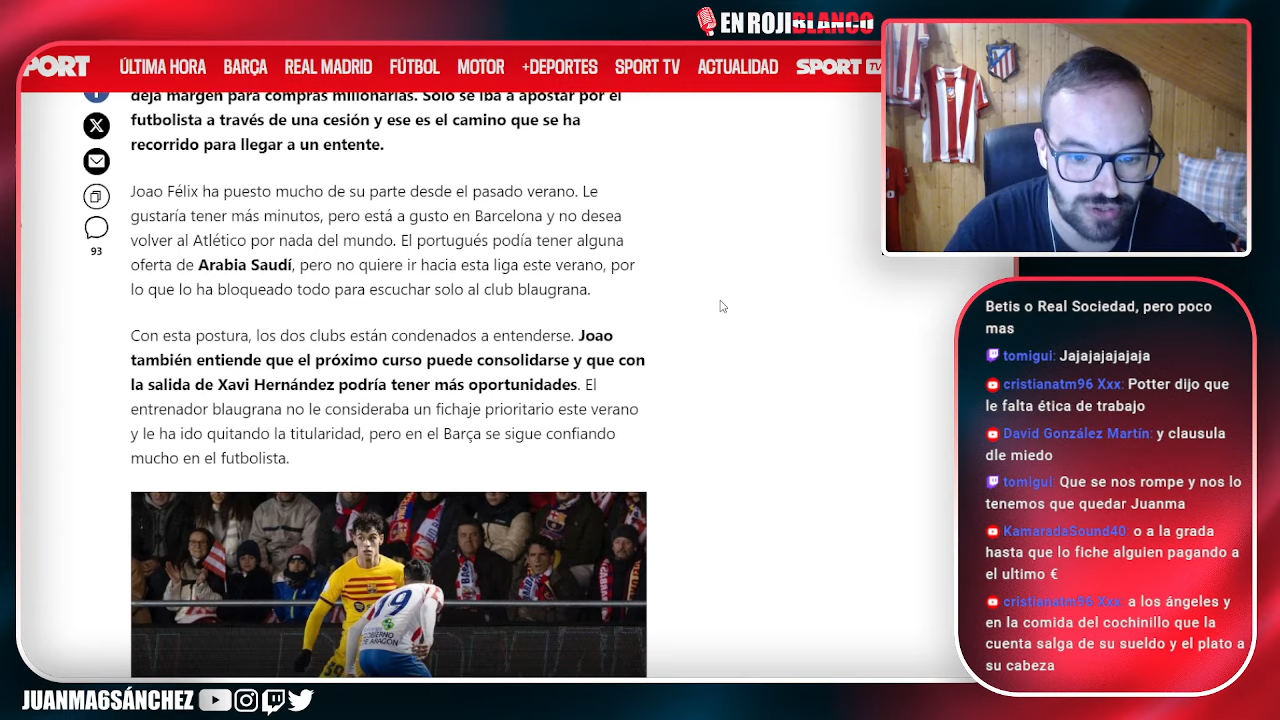 EN ROJIBLANCO
PORT
ÚLTIMA HORA
BARÇA
REAL MADRID
FÚTBOL
MOTOR
+DEPORTES
SPORT TV
ACTUALIDAD
SPORT TV
deja margen para compras millonarias. Solo se iba a apostar por el
futbolista a través de una cesión y ese es el camino que se ha
recorrido para llegar a un entente.
93
Joao Félix ha puesto mucho de su parte desde el pasado verano. Le
gustaría tener más minutos, pero está a gusto en Barcelona y no desea
volver al Atlético por nada del mundo. El portugués podía tener alguna
oferta de Arabia Saudí, pero no quiere ir hacia esta liga este verano, por
lo que lo ha bloqueado todo para escuchar solo al club blaugrana.
Con esta postura, los dos clubs están condenados a entenderse. Joao
también entiende que el próximo curso puede consolidarse y que con
la salida de Xavi Hernández podría tener más oportunidades. El
entrenador blaugrana no le consideraba un fichaje prioritario este verano
y le ha ido quitando la titularidad, pero en el Barça se sigue confiando
mucho en el futbolista.
19
GOBIERNO
DE ARAGON
Betis o Real Sociedad, pero poco
mas
tomigui: Jajajajajajaja
cristianatm96 Xxx: Potter dijo que
le falta ética de trabajo
David González Martín: y clausula
dle miedo
tomigui: Que se nos rompe y nos lo
tenemos que quedar Juanma
KamaradaSound40: o a la grada
hasta que lo fiche alguien pagando a
el ultimo €
cristianatm96 Xxx: a los ángeles y
en la comida del cochinillo que la
cuenta salga de su sueldo y el plato a
su cabeza
JUANMA6SÁNCHEZ